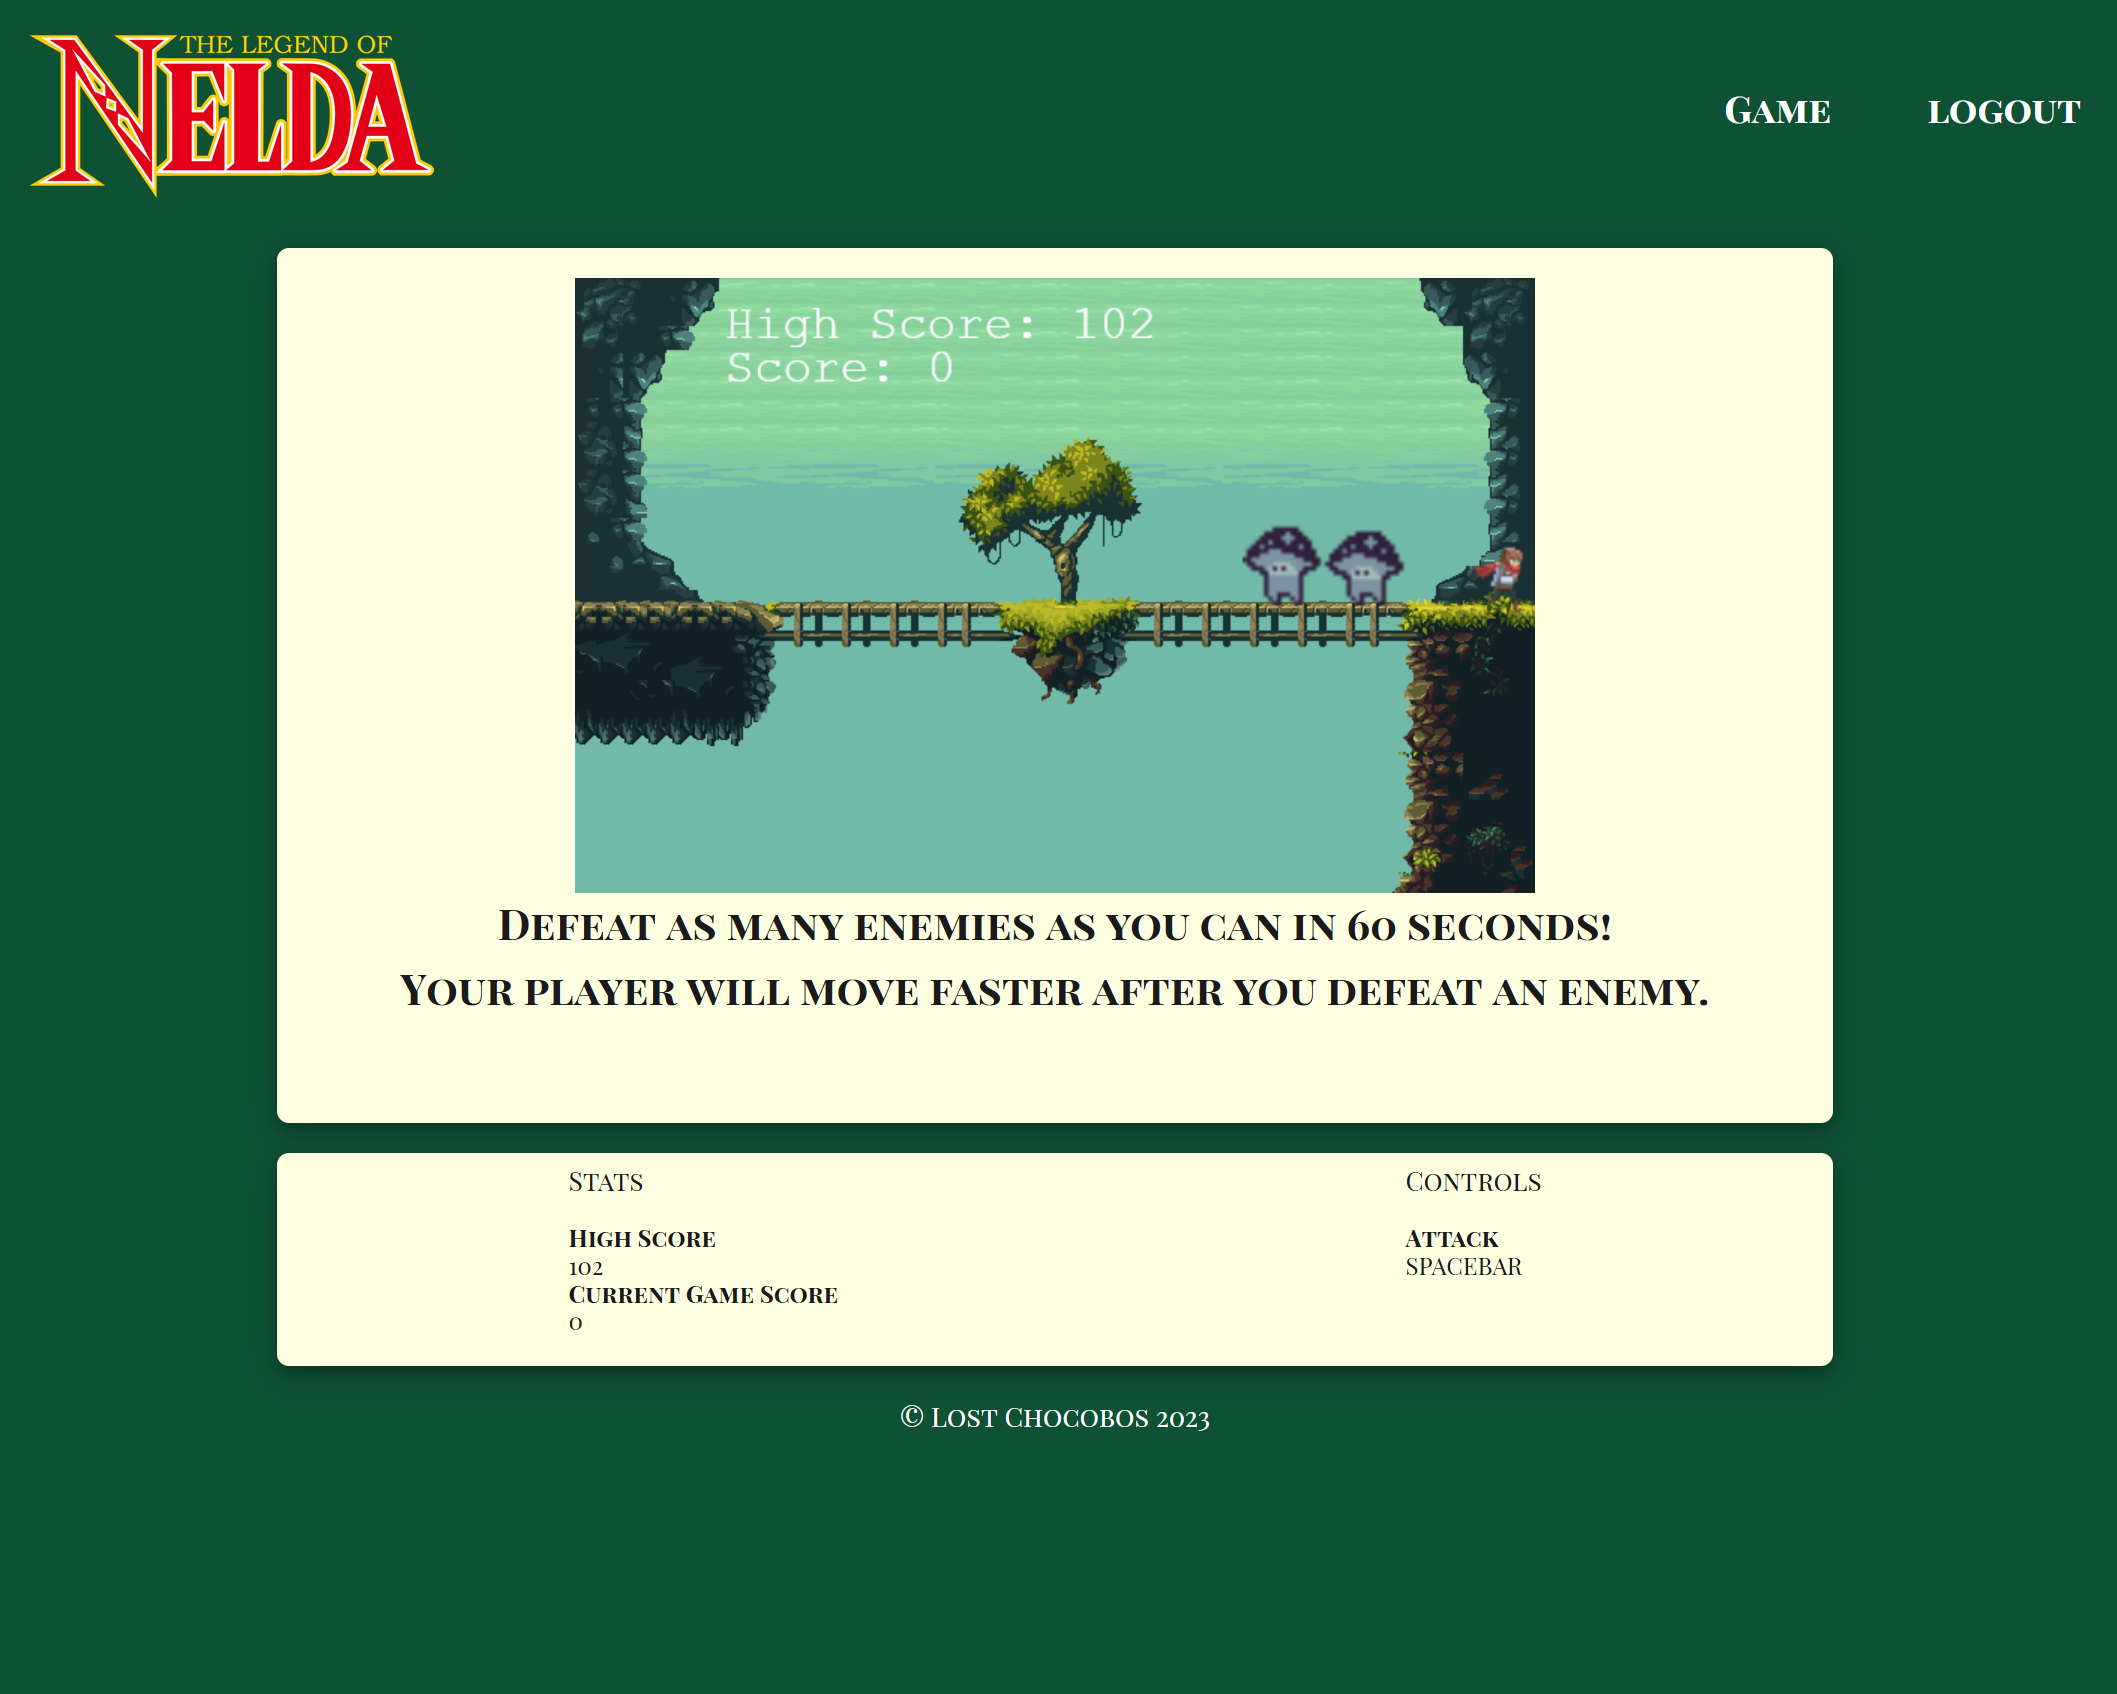 THE LEGEND OF
NELDA
Game
logout
High Score: 102
Score: 0
Defeat as many enemies as you can in 60 seconds!
Your player will move faster after you defeat an enemy.
Stats
High Score
102
Current Game Score
0
Controls
Attack
SPACEBAR
© Lost Chocobos 2023